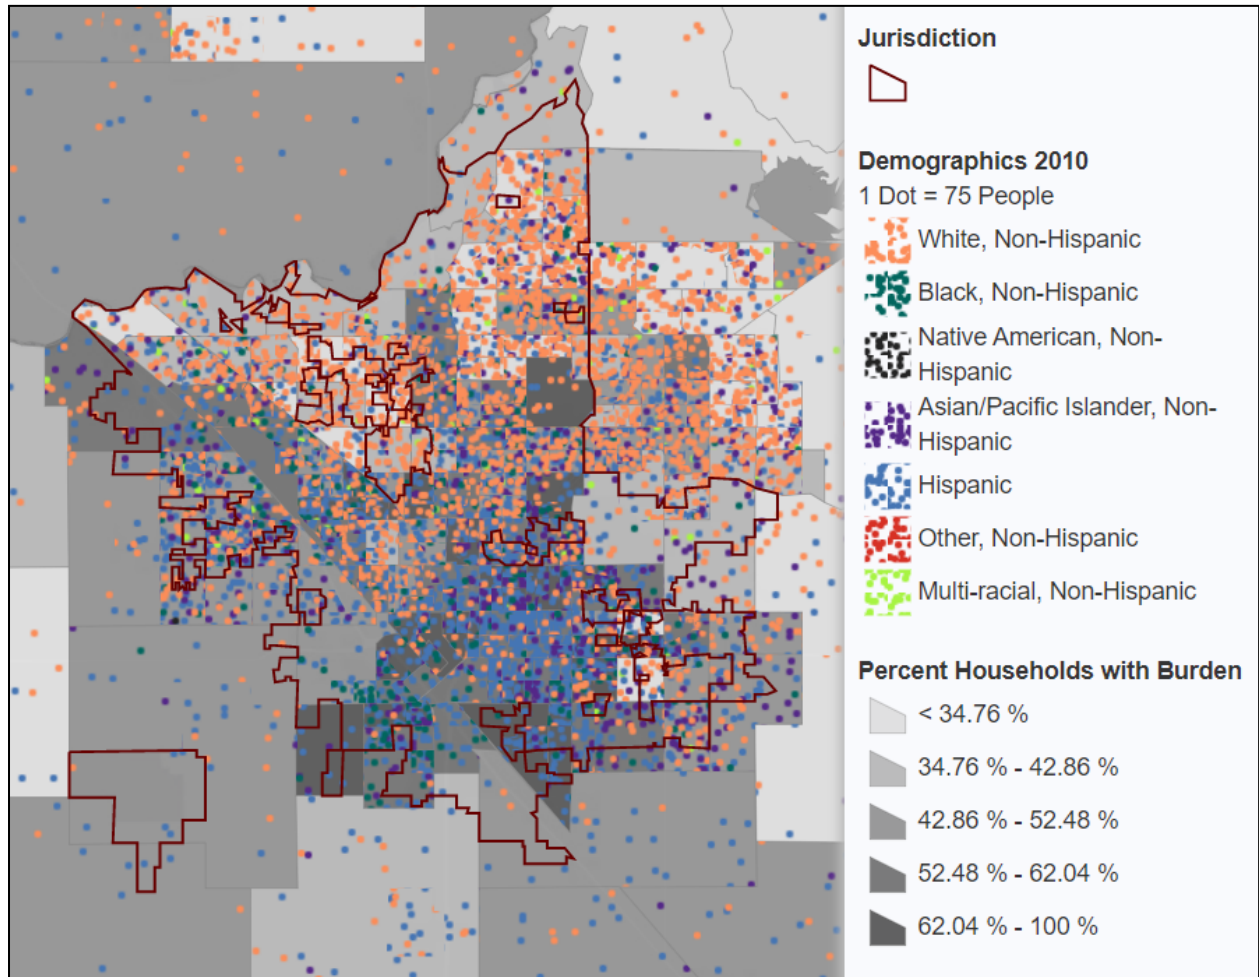 Jurisdiction
Demographics 2010
1 Dot = 75 People
White, Non-Hispanic
Black, Non-Hispanic
Native American, Non-
Hispanic
Asian/Pacific Islander, Non-
Hispanic
Hispanic
Other, Non-Hispanic
Multi-racial, Non-Hispanic
Percent Households with Burden
< 34.76 %
34.76 % - 42.86 %
42.86 % - 52.48 %
52.48 % - 62.04 %
62.04 % - 100 %